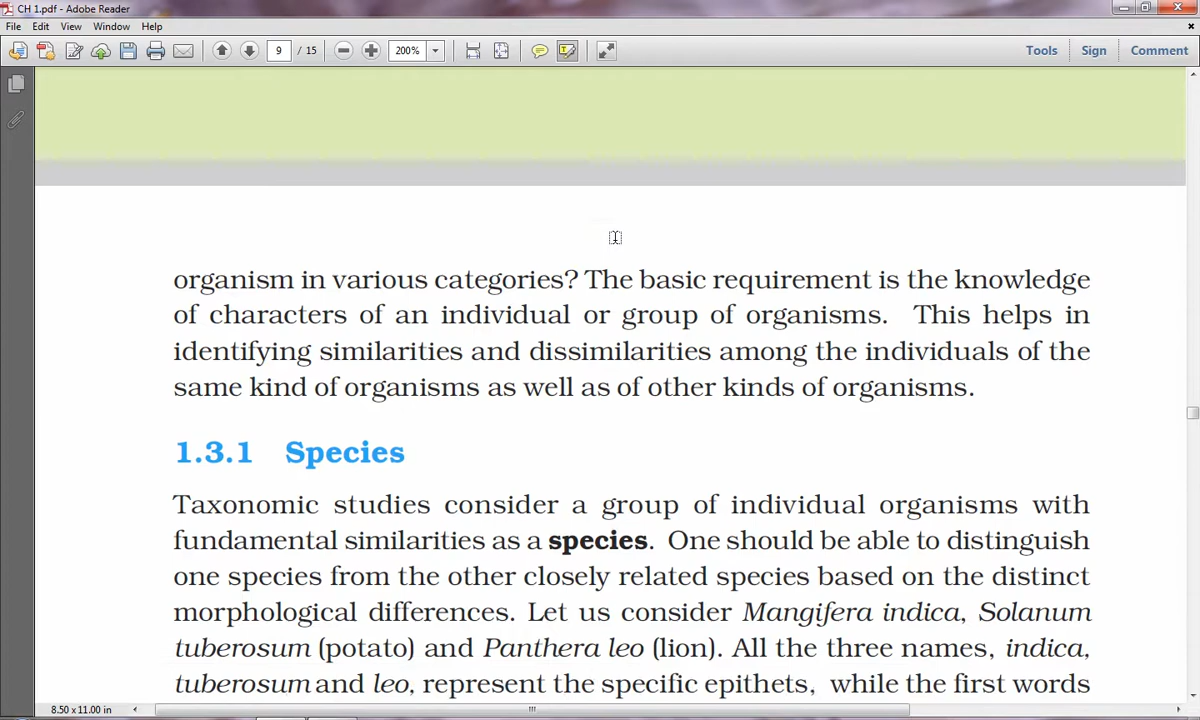 CH 1.pdf - Adobe Reader
File Edit View Window Help
9 / 15 200% Tools Sign Comment
organism in various categories? The basic requirement is the knowledge
of characters of an individual or group of organisms. This helps in
identifying similarities and dissimilarities among the individuals of the
same kind of organisms as well as of other kinds of organisms.
1.3.1 Species
Taxonomic studies consider a group of individual organisms with
fundamental similarities as a species. One should be able to distinguish
one species from the other closely related species based on the distinct
morphological differences. Let us consider Mangifera indica, Solanum
tuberosum (potato) and Panthera leo (lion). All the three names, indica,
tuberosum and leo, represent the specific epithets, while the first words
8.50 x 11.00 in